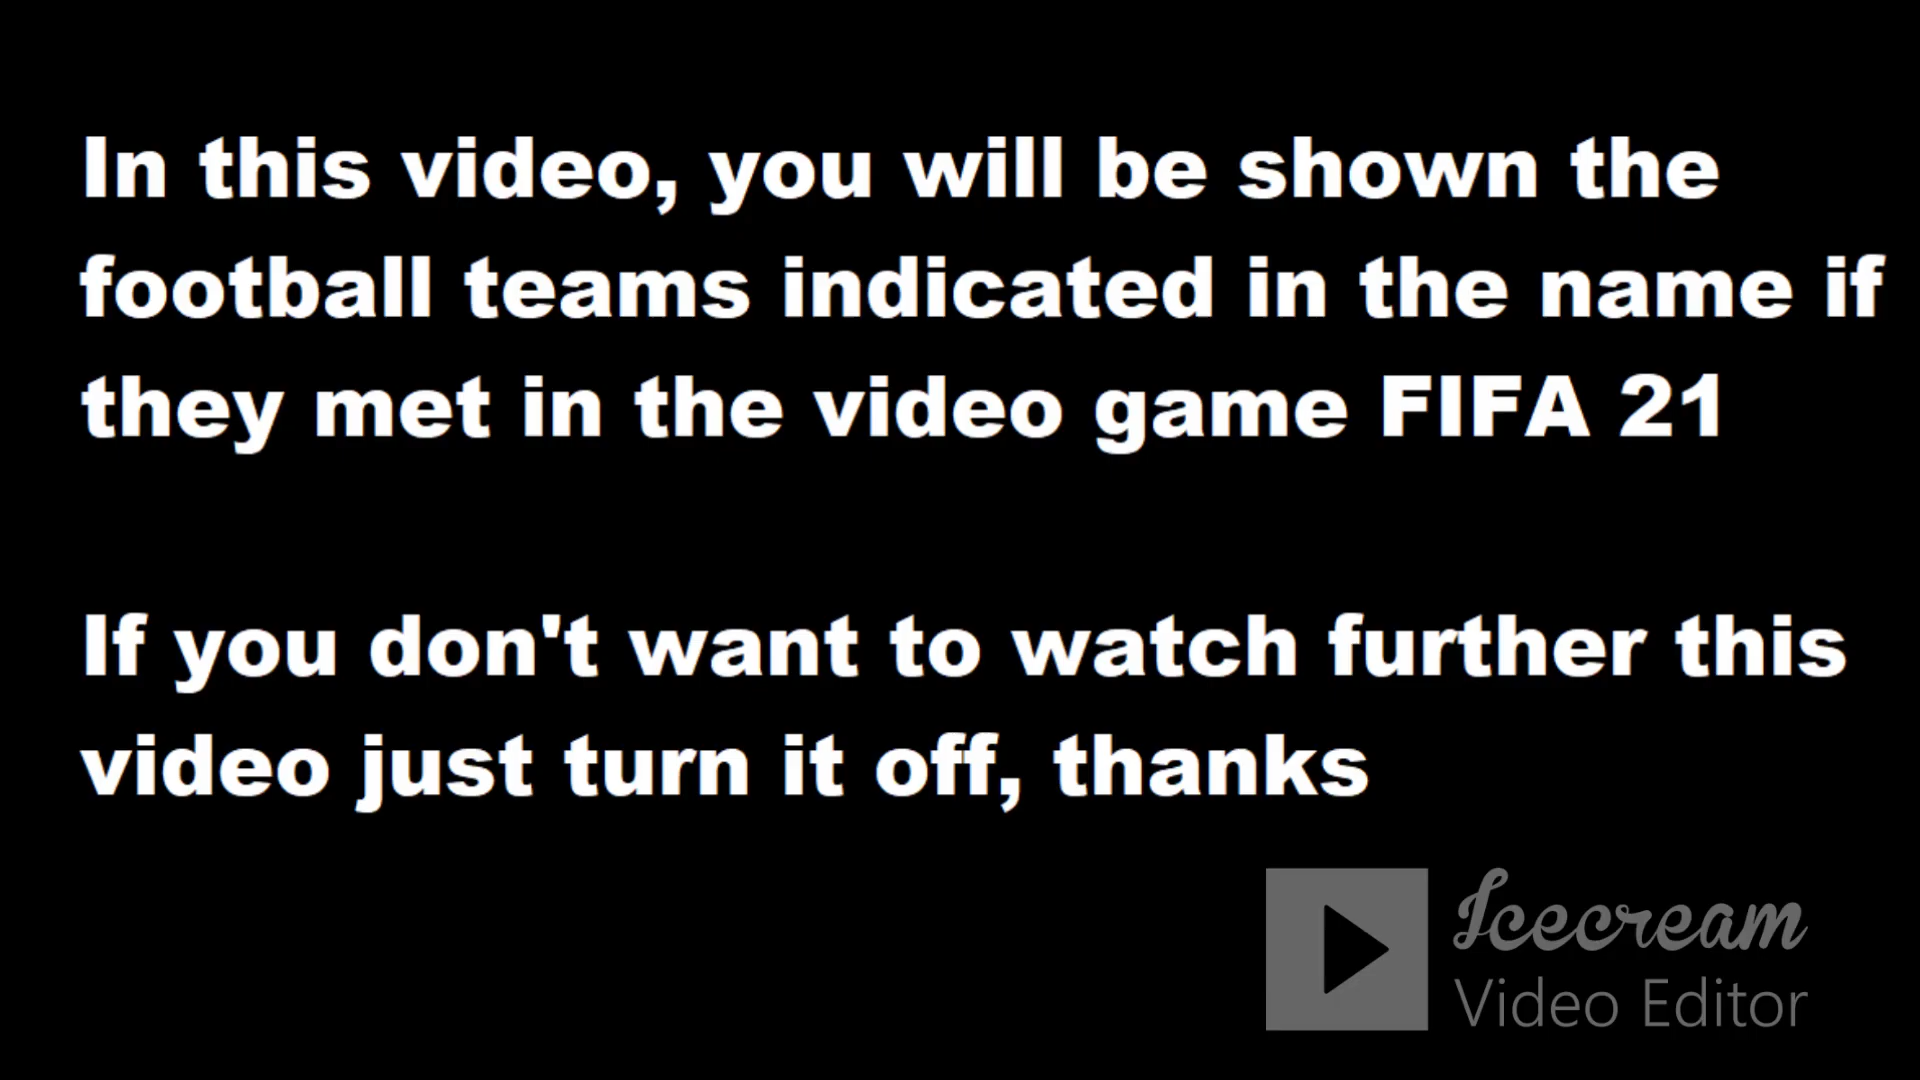 In this video, you will be shown the
football teams indicated in the name if
they met in the video game FIFA 21
If you don't want to watch further this
video just turn it off, thanks
Icecream
Video Editor